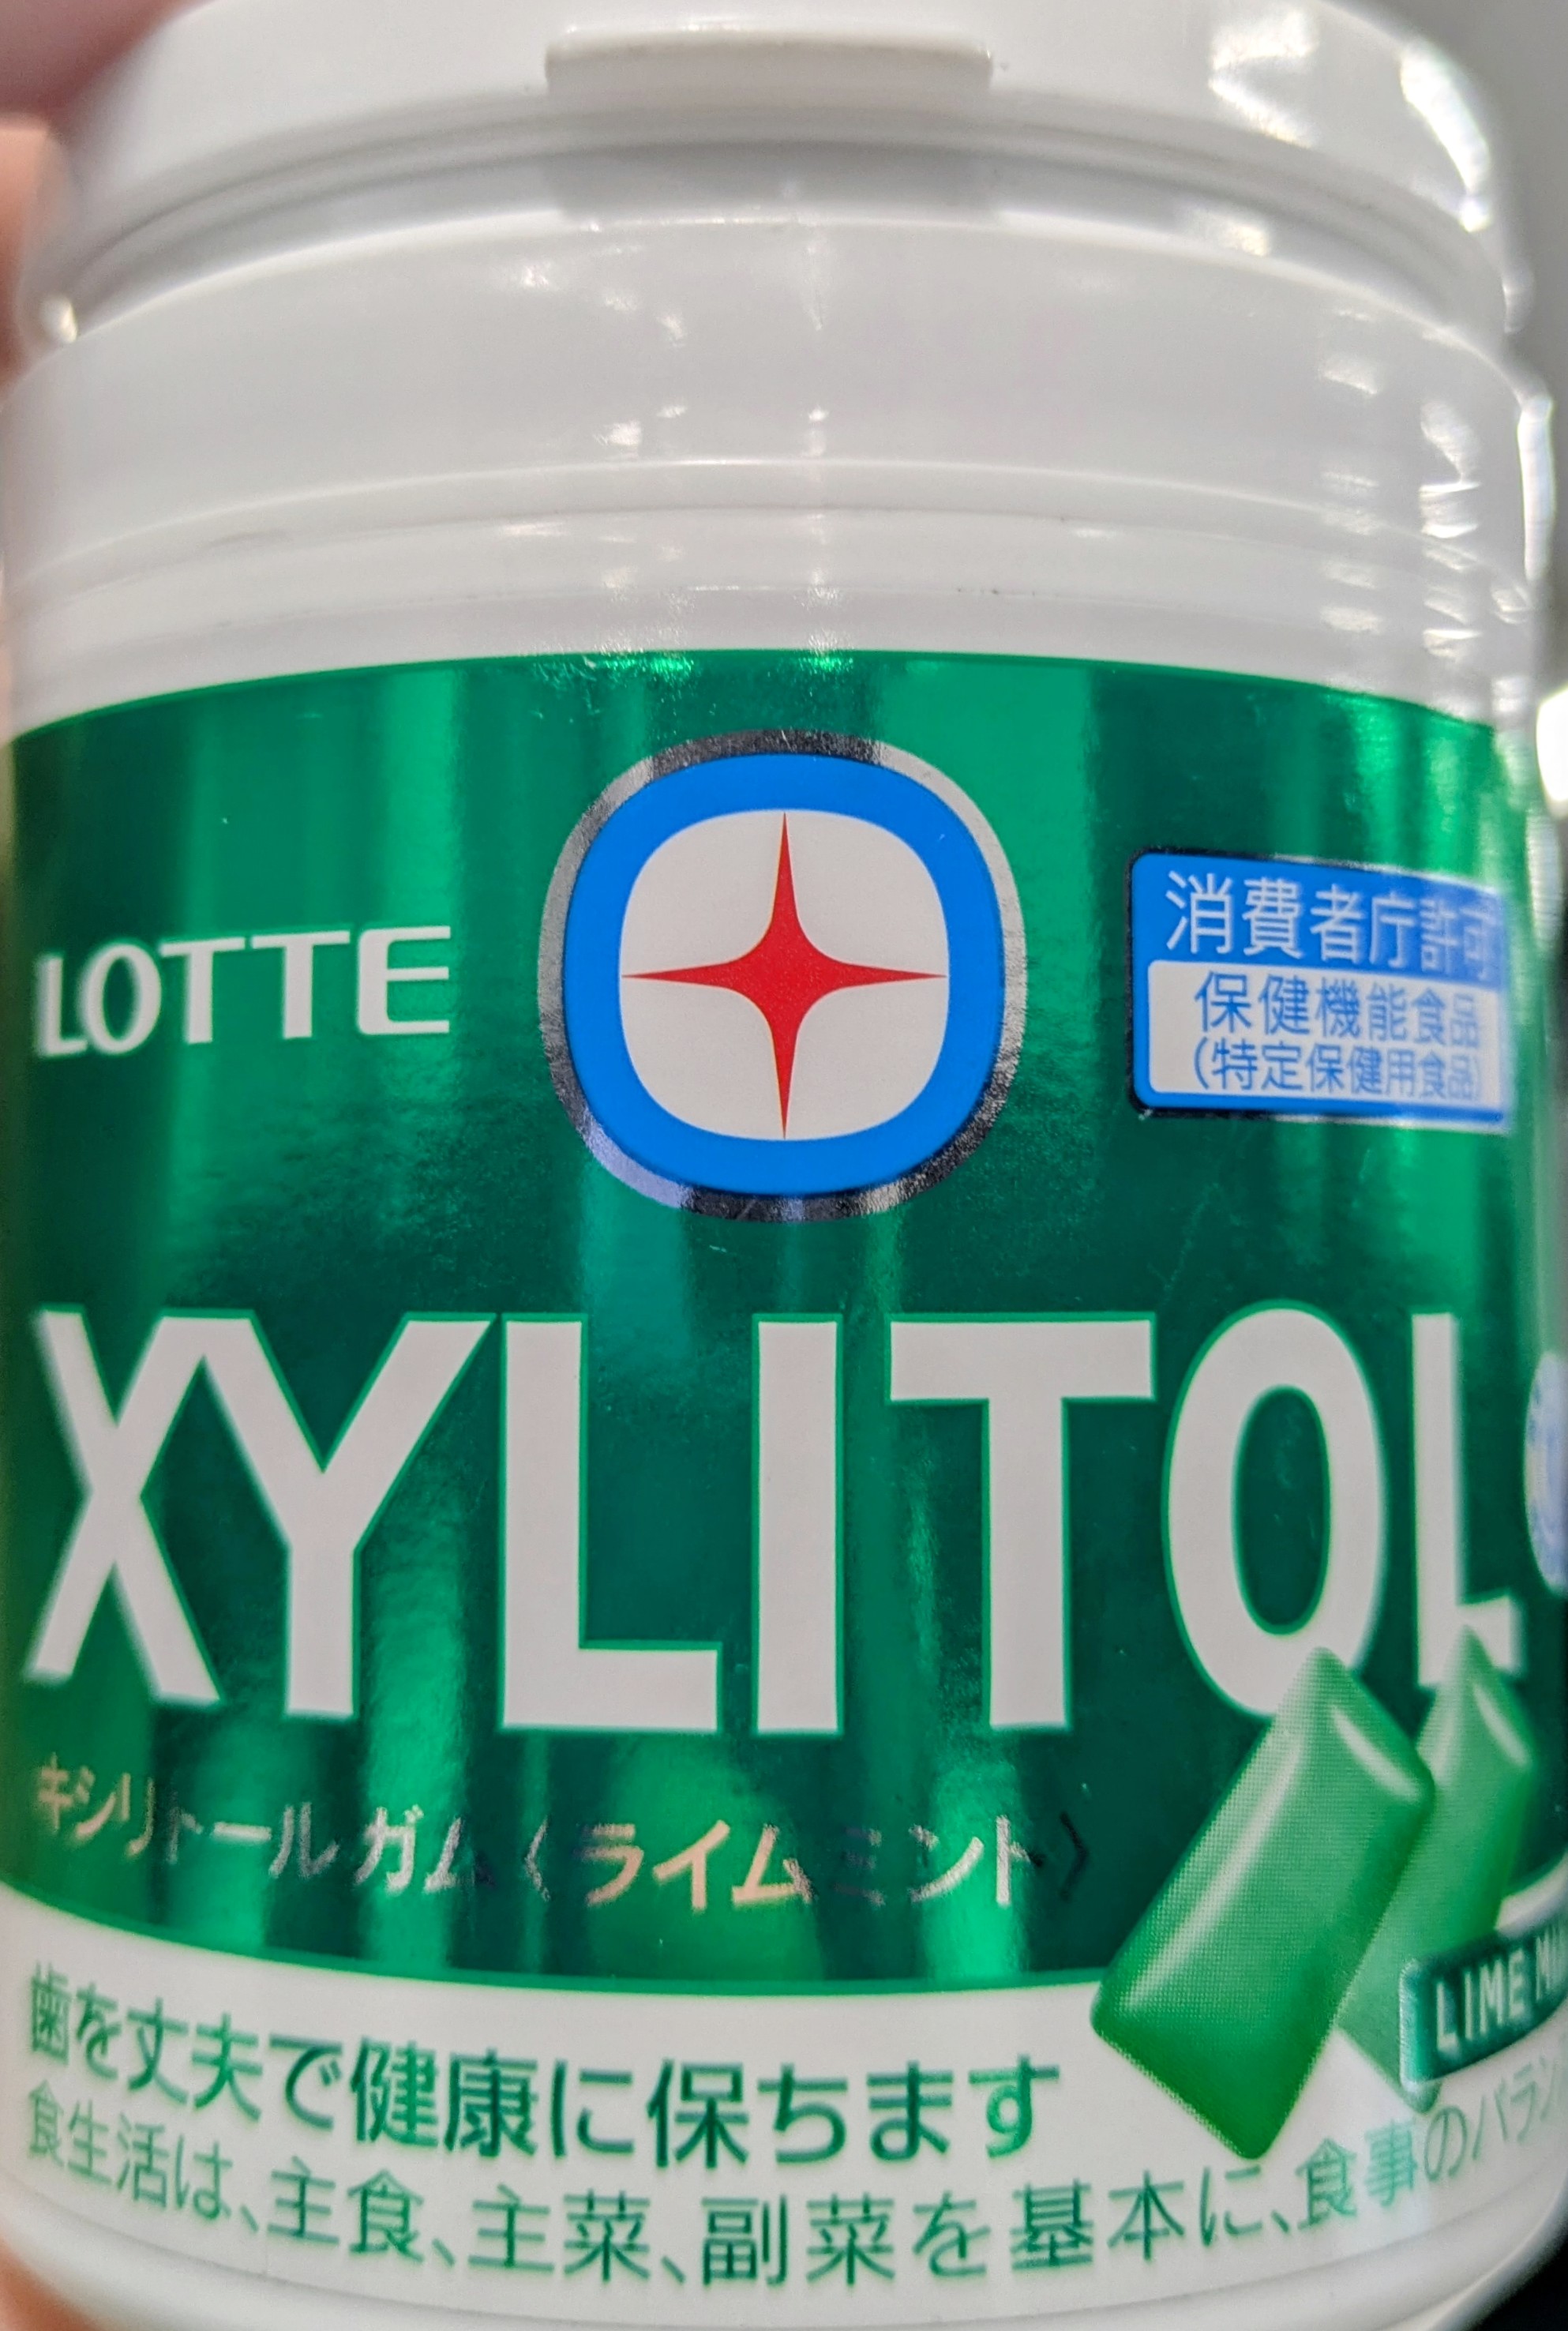 LOTTE
消費者庁許可
保健機能食品
(特定保健用食品)
XYLITOL
キシリトール ガム〈ライムミント〉
LIME
歯を丈夫で健康に保ちます
食生活は、主食、主菜、副菜を基本に、食事のバラン